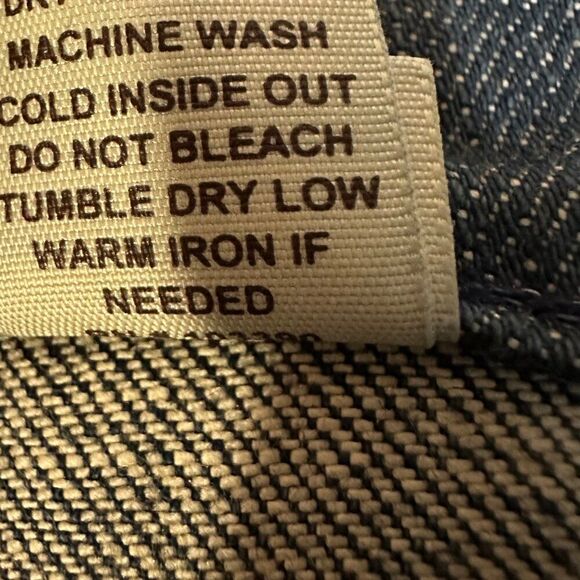 MACHINE WASH
COLD INSIDE OUT
DO NOT BLEACH
TUMBLE DRY LOW
WARM IRON IF
NEEDED